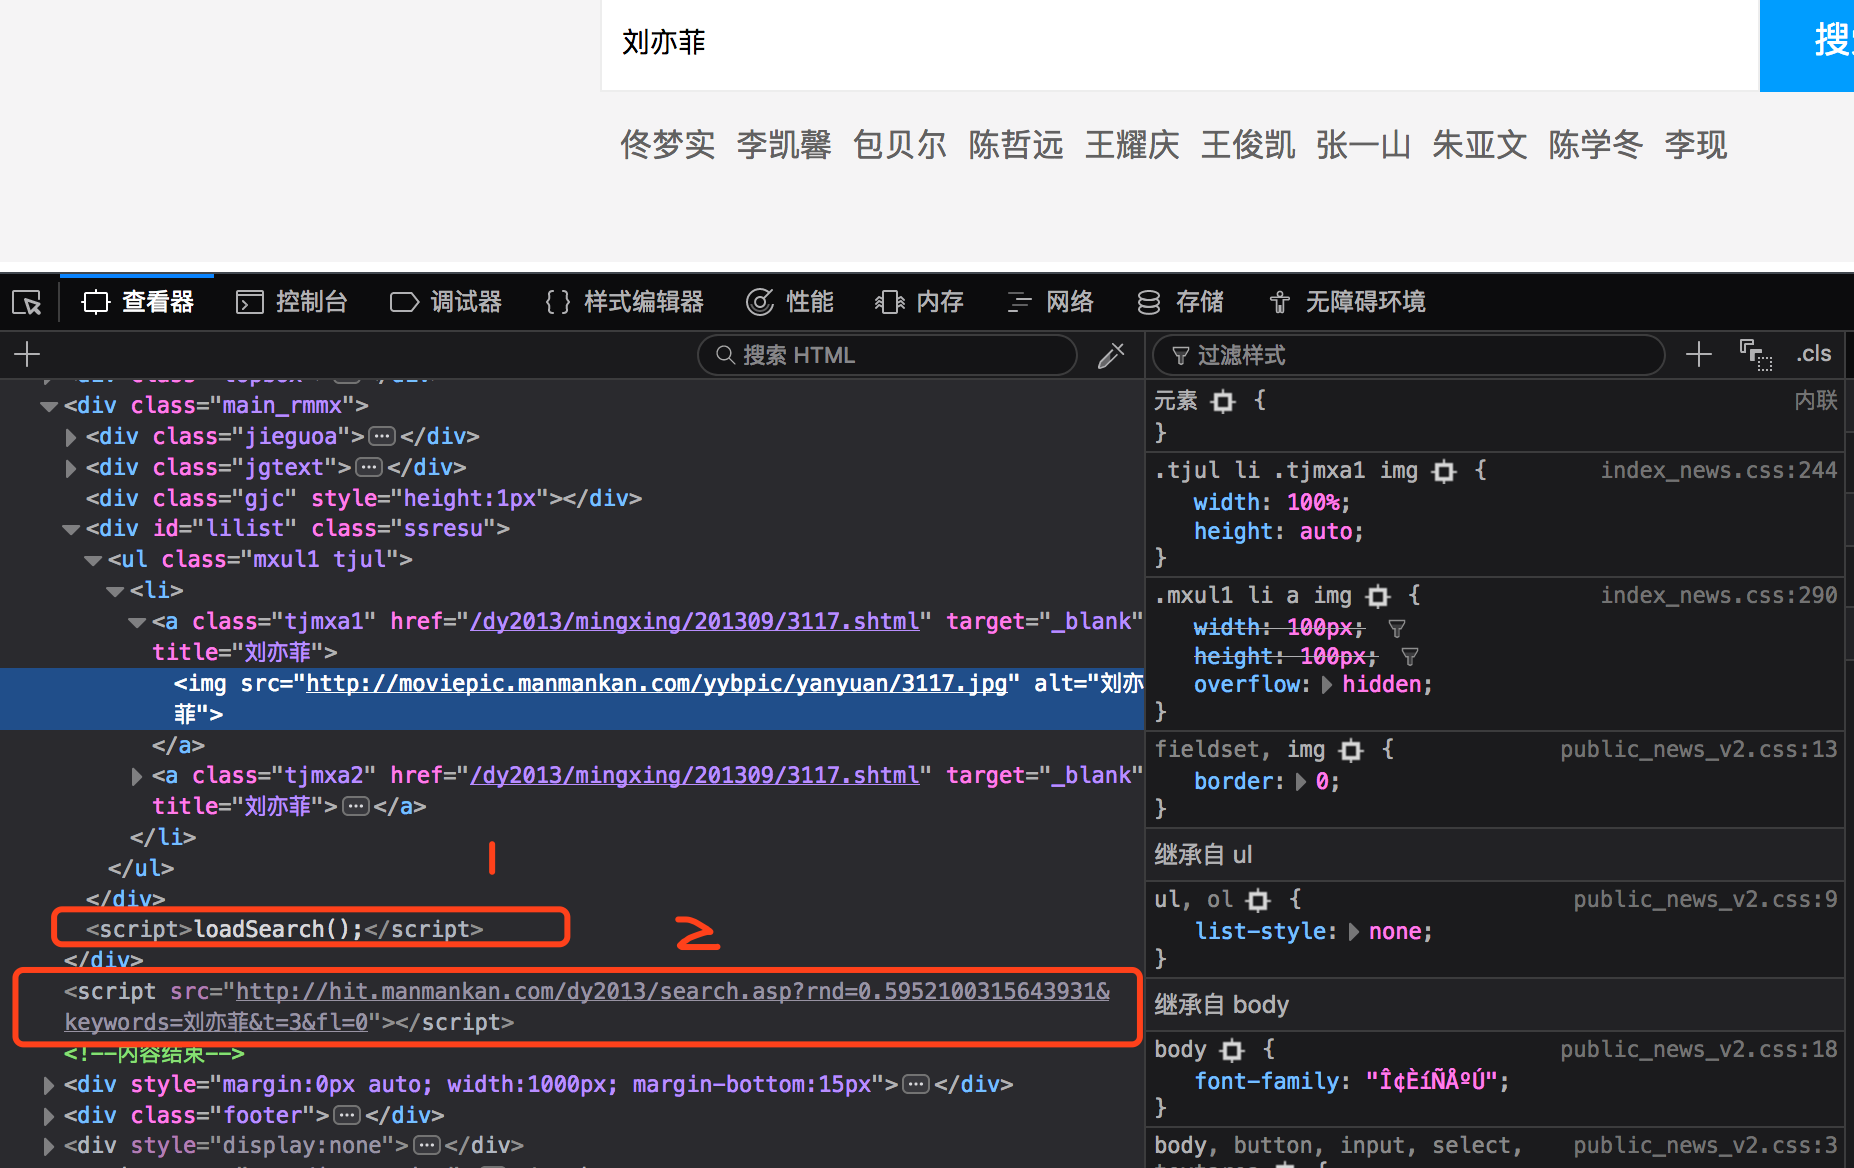 刘亦菲
佟梦实 李凯馨 包贝尔 陈哲远 王耀庆 王俊凯 张一山 朱亚文 陈学冬 李现
查看器 控制台 调试器 {} 样式编辑器 性能 内存 网络 存储 无障碍环境
搜索 HTML
过滤样式
.cls
<div class="main_rmmx">
<div class="jieguoa"></div>
<div class="jgtext"></div>
<div class="gjc" style="height:1px"></div>
<div id="lilist" class="ssresu">
<ul class="mxul1 tjul">
<li>
<a class="tjmxa1" href="/dy2013/mingxing/201309/3117.shtml" target="_blank"
title="刘亦菲">
<img src="http://moviepic.manmankan.com/yybpic/yanyuan/3117.jpg" alt="刘亦
菲">
</a>
<a class="tjmxa2" href="/dy2013/mingxing/201309/3117.shtml" target="_blank"
title="刘亦菲"></a>
</li>
</ul>
1
</div>
<script>loadSearch();</script>
2
</div>
<script src="http://hit.manmankan.com/dy2013/search.asp?rnd=0.5952100315643931&
keywords=刘亦菲&t=3&fl=0"></script>
<!--内容结束-->
<div style="margin:0px auto; width:1000px; margin-bottom:15px"></div>
<div class="footer"></div>
<div style="display:none"></div>
元素 { 内联
}
.tjul li .tjmxa1 img { index_news.css:244
width: 100%;
height: auto;
}
.mxul1 li a img { index_news.css:290
width: 100px;
height: 100px;
overflow: hidden;
}
fieldset, img { public_news_v2.css:13
border: 0;
}
继承自 ul
ul, ol { public_news_v2.css:9
list-style: none;
}
继承自 body
body { public_news_v2.css:18
font-family: "Î¢ÈíÑÅºÚ";
}
body, button, input, select, public_news_v2.css:3